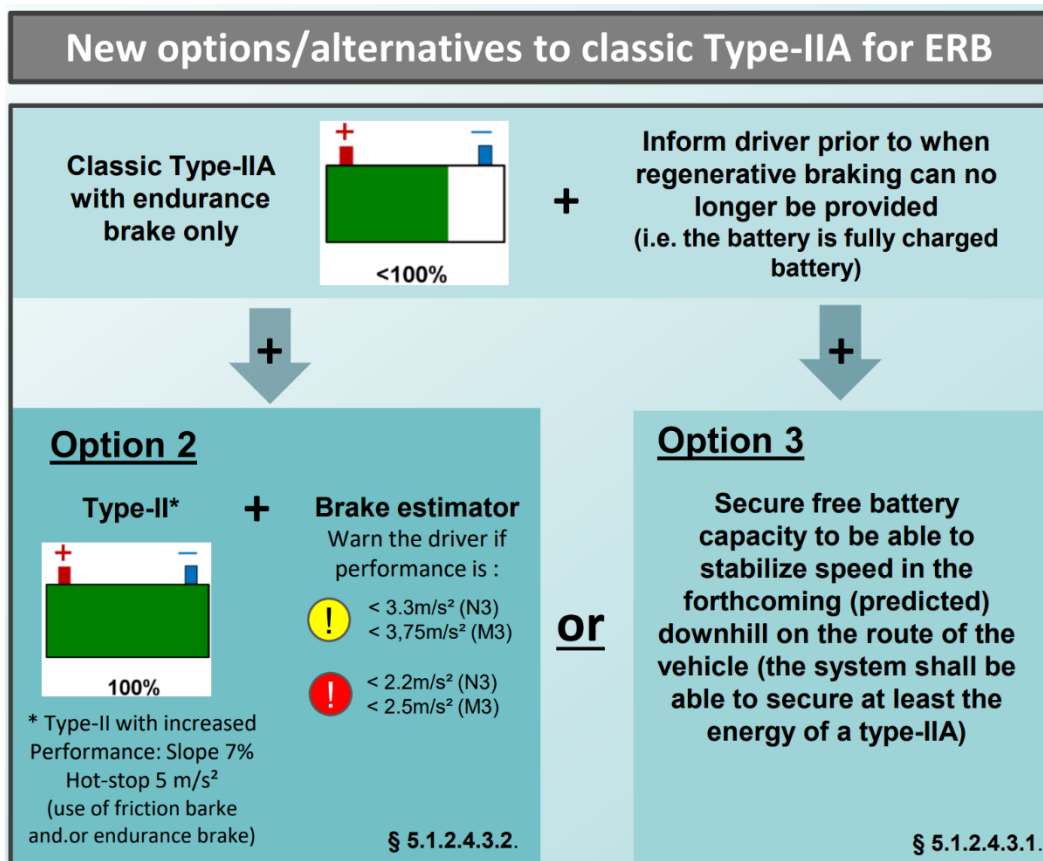 New options/alternatives to classic Type-IIA for ERB
Classic Type-IIA
with endurance
brake only
+
–
<100%
+
Inform driver prior to when
regenerative braking can no
longer be provided
(i.e. the battery is fully charged
battery)
+
+
Option 2
Type-II*
+
–
100%
* Type-II with increased
Performance: Slope 7%
Hot-stop 5 m/s²
(use of friction barke
and.or endurance brake)
+
Brake estimator
Warn the driver if
performance is :
!
< 3.3m/s² (N3)
< 3,75m/s² (M3)
!
< 2.2m/s² (N3)
< 2.5m/s² (M3)
§ 5.1.2.4.3.2.
or
Option 3
Secure free battery
capacity to be able to
stabilize speed in the
forthcoming (predicted)
downhill on the route of the
vehicle (the system shall be
able to secure at least the
energy of a type-IIA)
§ 5.1.2.4.3.1.